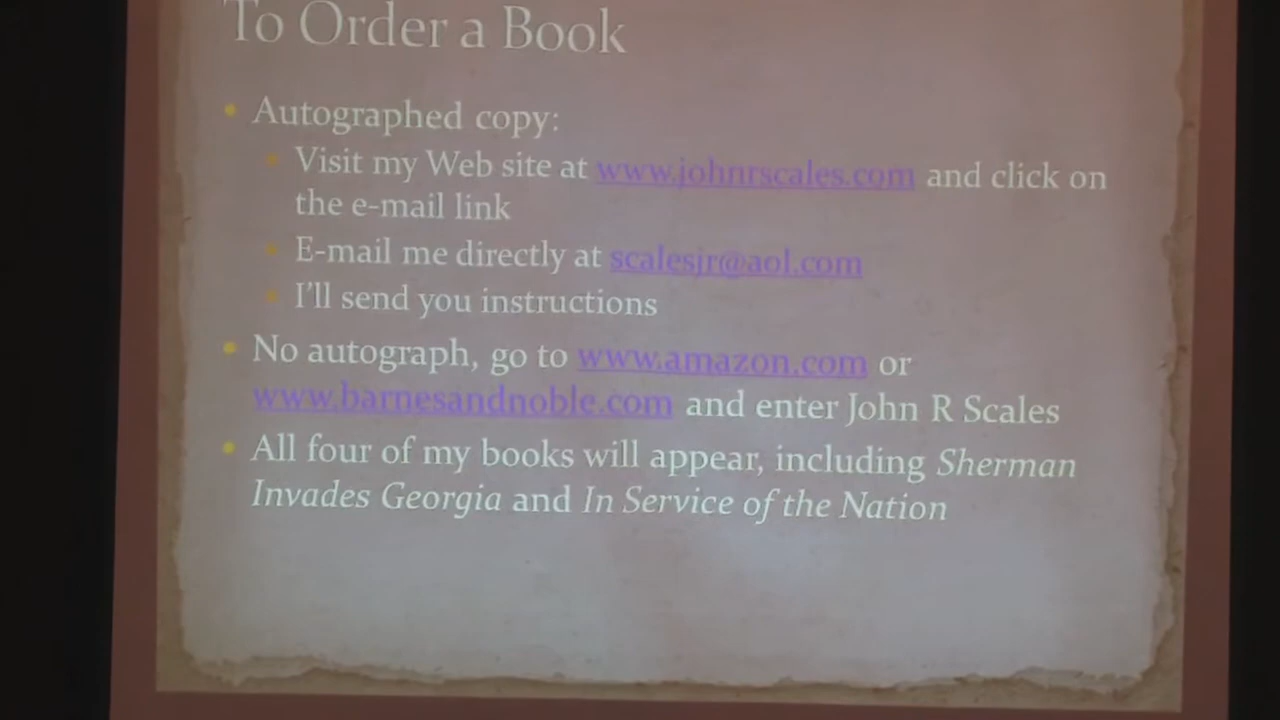 To Order a Book
• Autographed copy:
• Visit my Web site at www.johnrscales.com and click on
the e-mail link
• E-mail me directly at scalesjr@aol.com
• I'll send you instructions
• No autograph, go to www.amazon.com or
www.barnesandnoble.com and enter John R Scales
• All four of my books will appear, including Sherman
Invades Georgia and In Service of the Nation